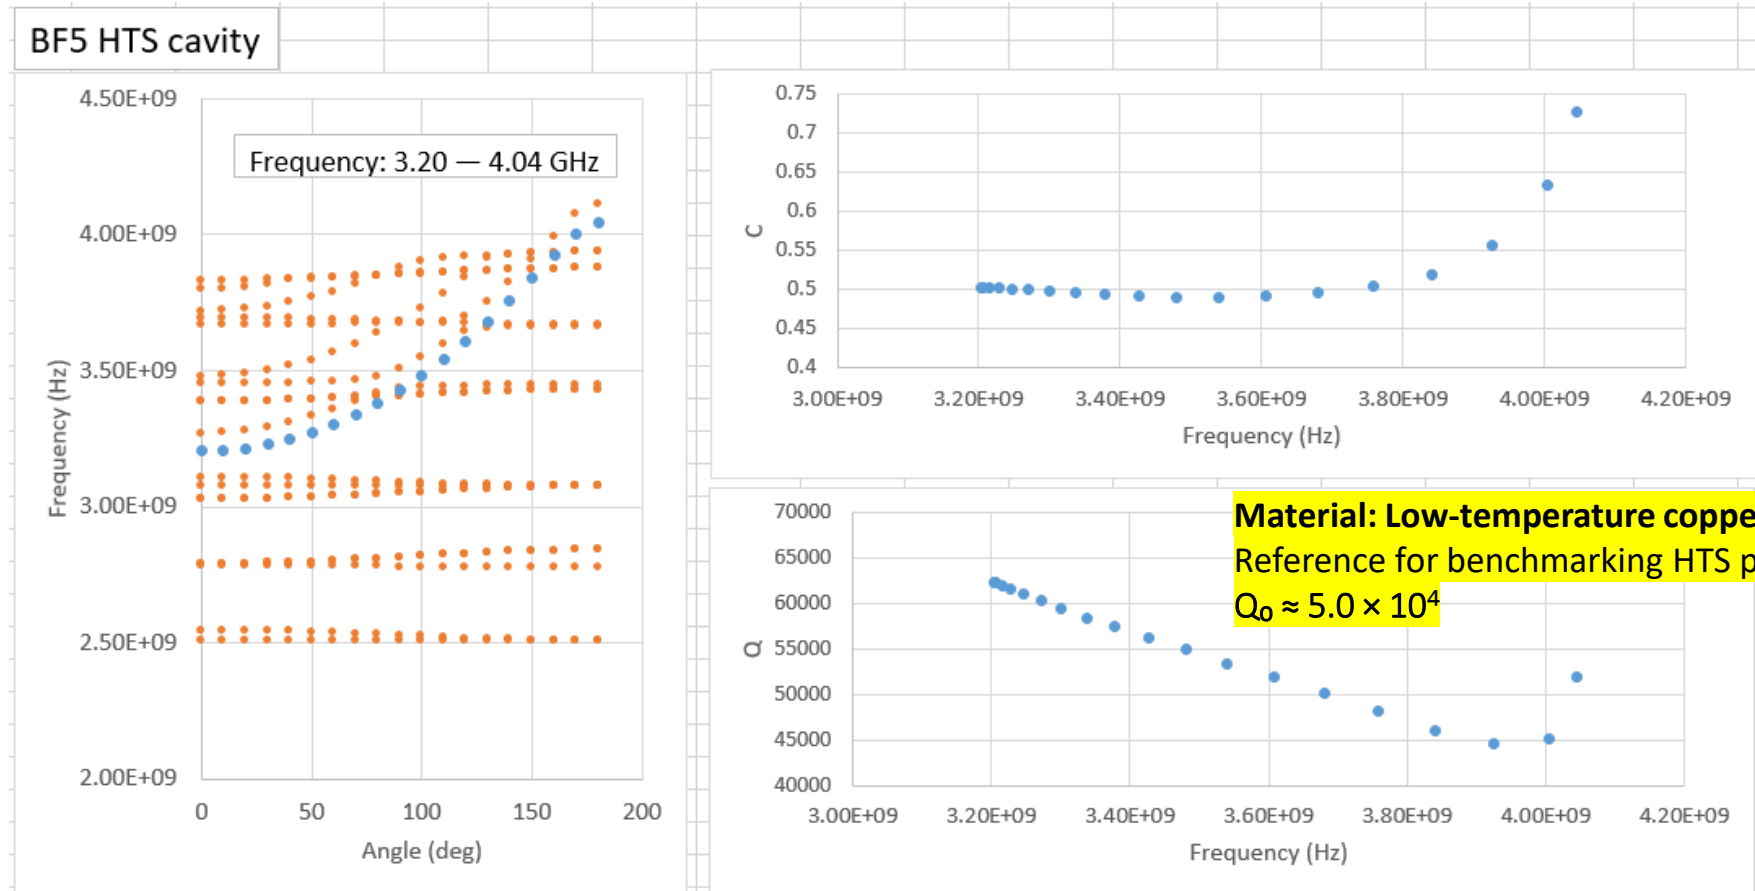 BF5 HTS cavity
4.50E+09
4.00E+09
3.50E+09
3.00E+09
2.50E+09
2.00E+09
Frequency (Hz)
Frequency: 3.20 — 4.04 GHz
0 50 100 150 200
Angle (deg)
0.75
0.7
0.65
0.6
0.55
0.5
0.45
0.4
C
3.00E+09 3.20E+09 3.40E+09 3.60E+09 3.80E+09 4.00E+09 4.20E+09
Frequency (Hz)
70000
65000
60000
55000
50000
45000
40000
Q
Material: Low-temperature coppe
Reference for benchmarking HTS p
Q₀ ≈ 5.0 × 10⁴
3.00E+09 3.20E+09 3.40E+09 3.60E+09 3.80E+09 4.00E+09 4.20E+09
Frequency (Hz)